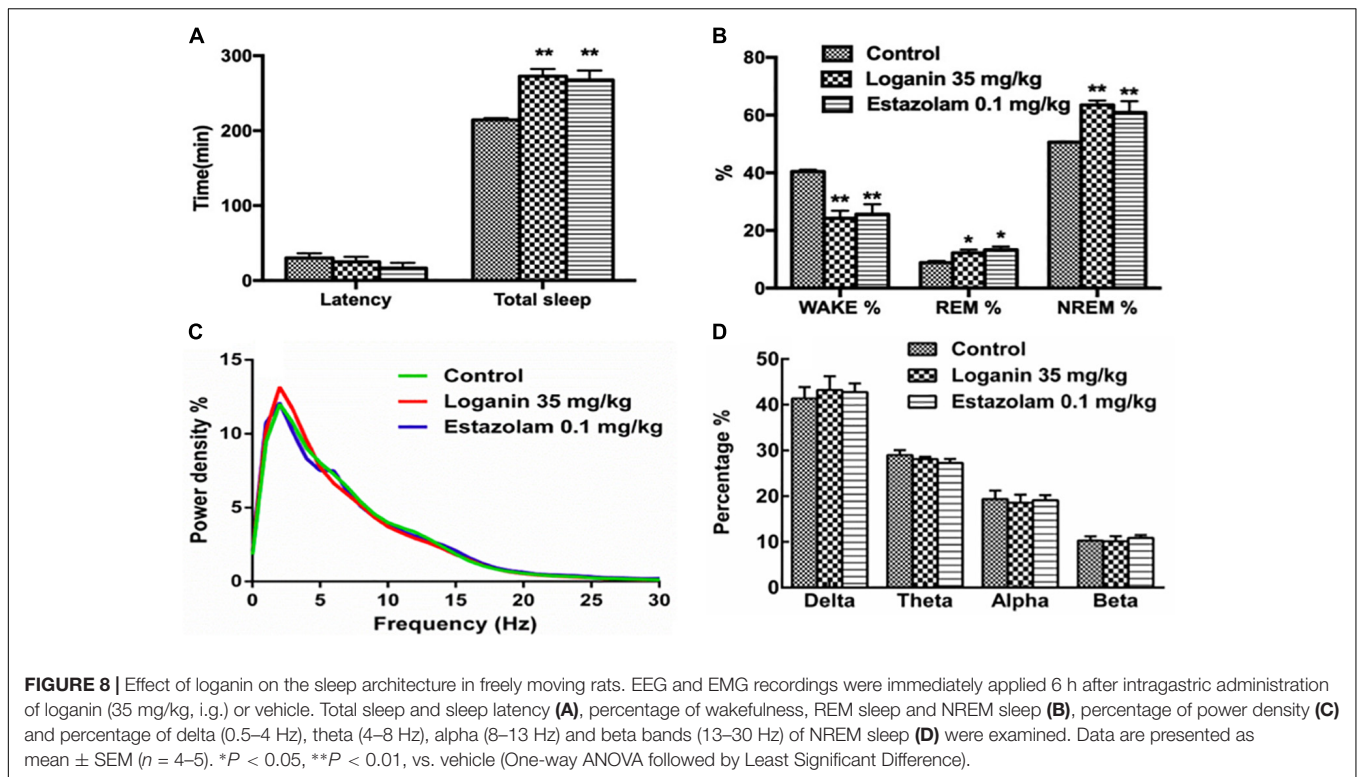 A
300
200
100
0
Time(min)
**
**
Latency
Total sleep
B
80
60
40
20
0
%
Control
Loganin 35 mg/kg
Estazolam 0.1 mg/kg
**
**
*
*
**
**
WAKE %
REM %
NREM %
C
15
10
5
0
Power density %
Control
Loganin 35 mg/kg
Estazolam 0.1 mg/kg
0 5 10 15 20 25 30
Frequency (Hz)
D
50
40
30
20
10
0
Percentage %
Control
Loganin 35 mg/kg
Estazolam 0.1 mg/kg
Delta
Theta
Alpha
Beta
FIGURE 8 | Effect of loganin on the sleep architecture in freely moving rats. EEG and EMG recordings were immediately applied 6 h after intragastric administration
of loganin (35 mg/kg, i.g.) or vehicle. Total sleep and sleep latency (A), percentage of wakefulness, REM sleep and NREM sleep (B), percentage of power density (C)
and percentage of delta (0.5–4 Hz), theta (4–8 Hz), alpha (8–13 Hz) and beta bands (13–30 Hz) of NREM sleep (D) were examined. Data are presented as
mean ± SEM (n = 4–5). *P < 0.05, **P < 0.01, vs. vehicle (One-way ANOVA followed by Least Significant Difference).